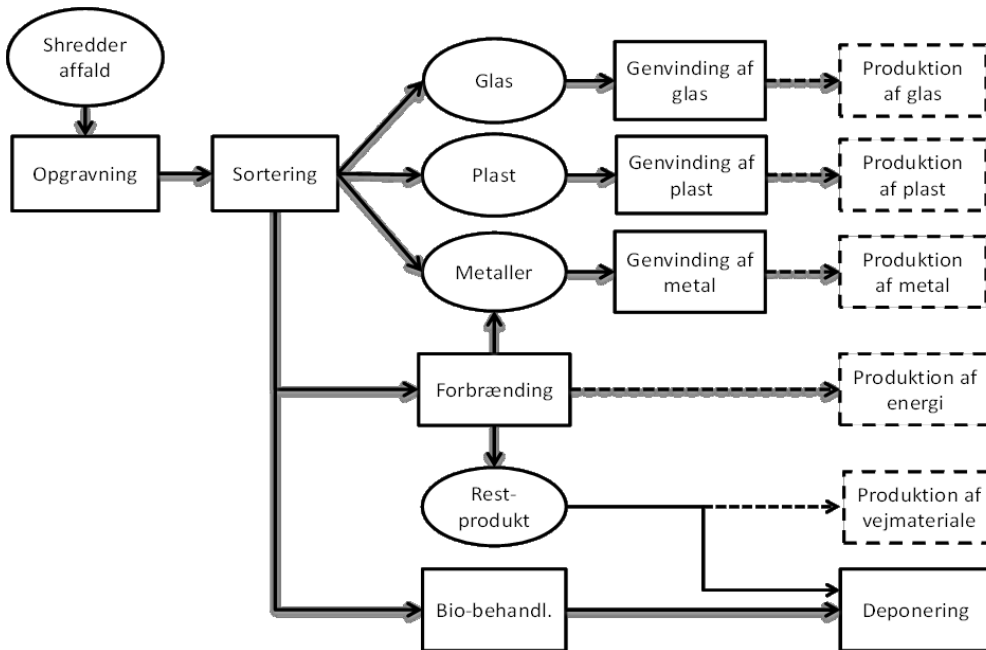 Shredder
affald
Opgravning
Sortering
Glas
Genvinding af
glas
Produktion
af glas
Plast
Genvinding af
plast
Produktion
af plast
Metaller
Genvinding af
metal
Produktion
af metal
Forbrænding
Produktion af
energi
Rest-
produkt
Produktion af
vejmateriale
Bio-behandl.
Deponering